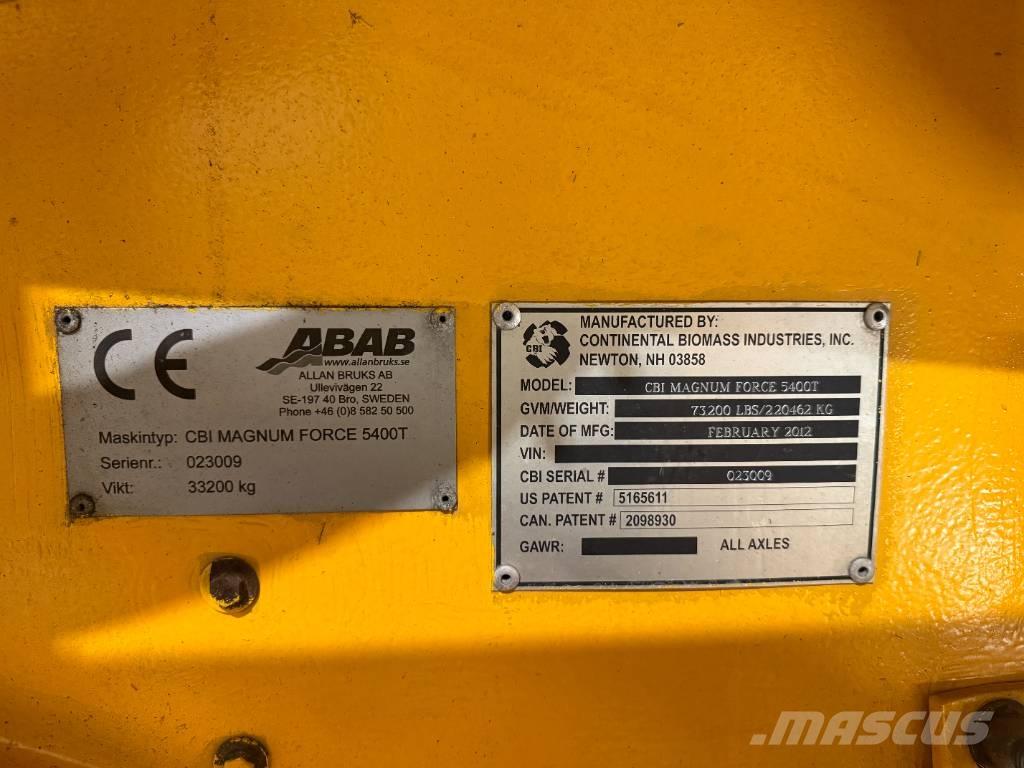 CE
ABAB
www.allanbruks.se
ALLAN BRUKS AB
Ullevivägen 22
SE-197 40 Bro, SWEDEN
Phone +46 (0)8 582 50 500
Maskintyp: CBI MAGNUM FORCE 5400T
Serienr.: 023009
Vikt: 33200 kg
CBI
MANUFACTURED BY:
CONTINENTAL BIOMASS INDUSTRIES, INC.
NEWTON, NH 03858
MODEL: CBI MAGNUM FORCE 5400T
GVM/WEIGHT: 73200 LBS/220462 KG
DATE OF MFG: FEBRUARY 2012
VIN:
CBI SERIAL # 023009
US PATENT # 5165611
CAN. PATENT # 2098930
GAWR: ALL AXLES
MASCUS